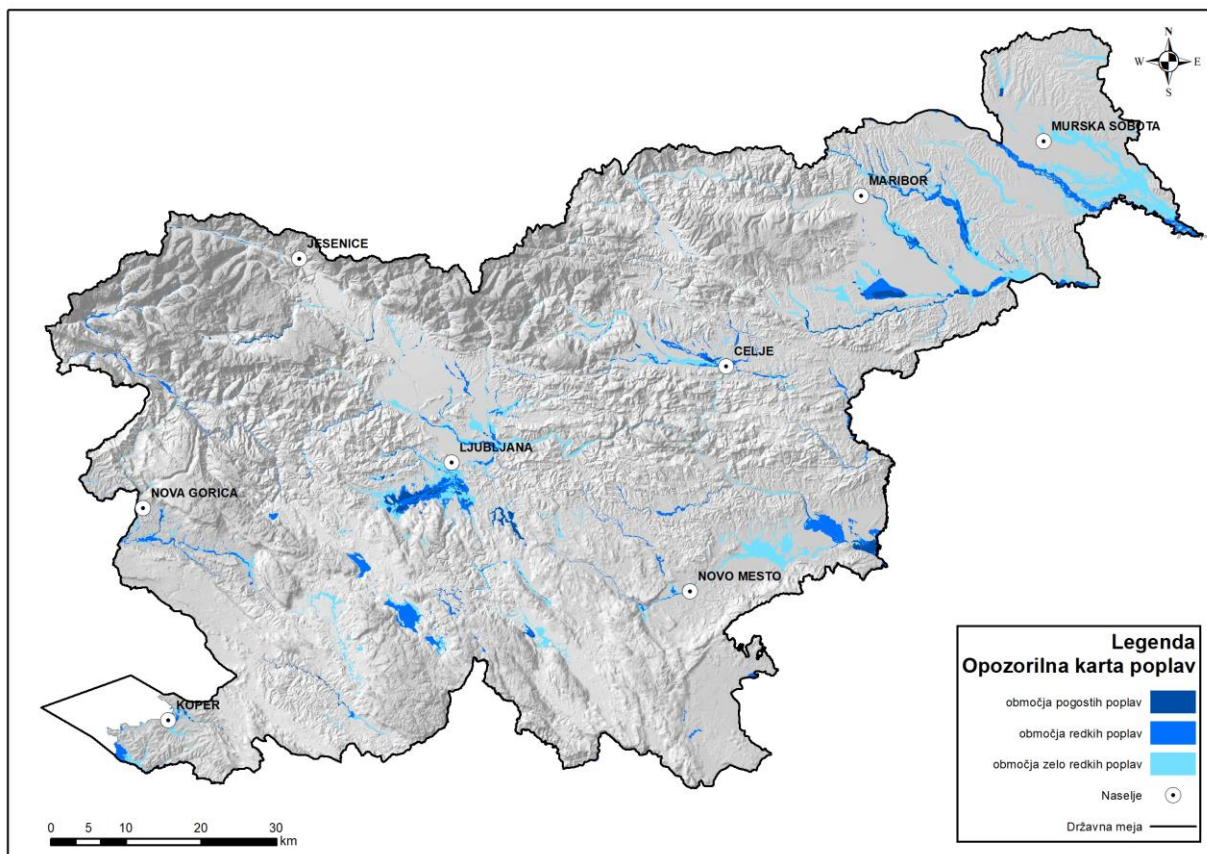 N
W E
S
MURSKA SOBOTA
MARIBOR
JESENICE
CELJE
LJUBLJANA
NOVA GORICA
NOVO MESTO
KOPER
Legenda
Opozorilna karta poplav
območja pogostih poplav
območja redkih poplav
območja zelo redkih poplav
Naselje
Državna meja
0 5 10 20 30
km